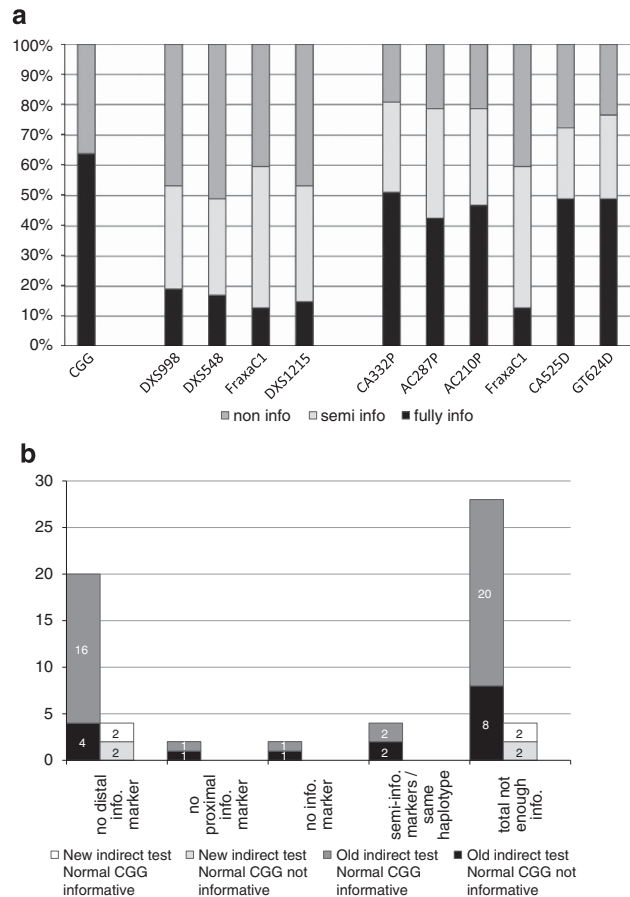 a
100%
90%
80%
70%
60%
50%
40%
30%
20%
10%
0%
CGG
DXS998
DXS548
FraxaC1
DXS1215
CA332P
AC287P
AC210P
FraxaC1
CA525D
GT624D
non info
semi info
fully info
b
30
25
20
15
10
5
0
16
4
2
2
1
1
1
1
2
2
20
8
2
2
no distal
info.
marker
no
proximal
info.
marker
no info.
marker
semi-info.
markers /
same
haplotype
total not
enough
info.
New indirect test
Normal CGG
informative
New indirect test
Normal CGG not
informative
Old indirect test
Normal CGG
informative
Old indirect test
Normal CGG not
informative